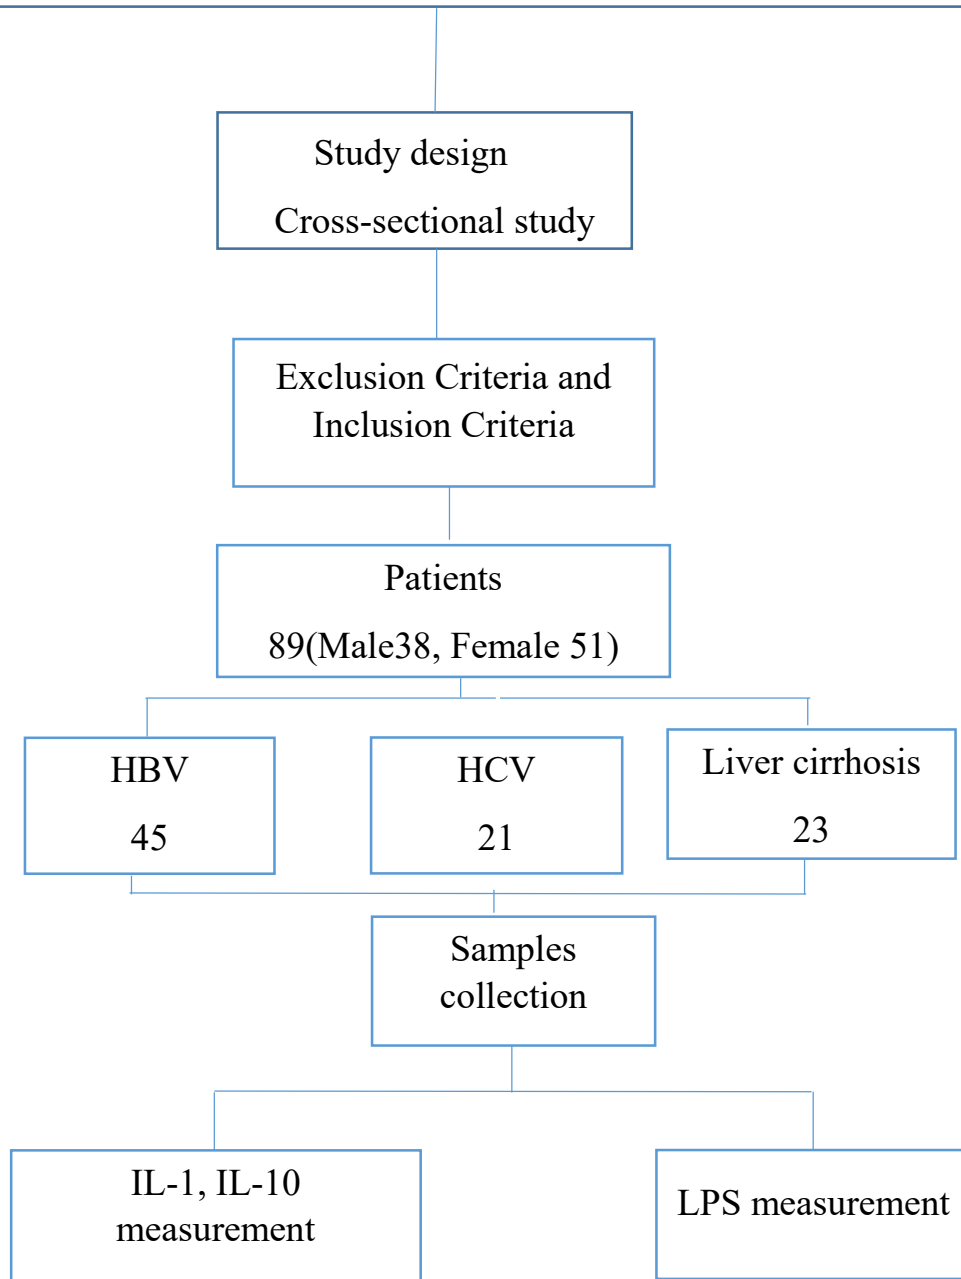 Study design
Cross-sectional study
Exclusion Criteria and
Inclusion Criteria
Patients
89(Male38, Female 51)
HBV
45
HCV
21
Liver cirrhosis
23
Samples
collection
IL-1, IL-10
measurement
LPS measurement